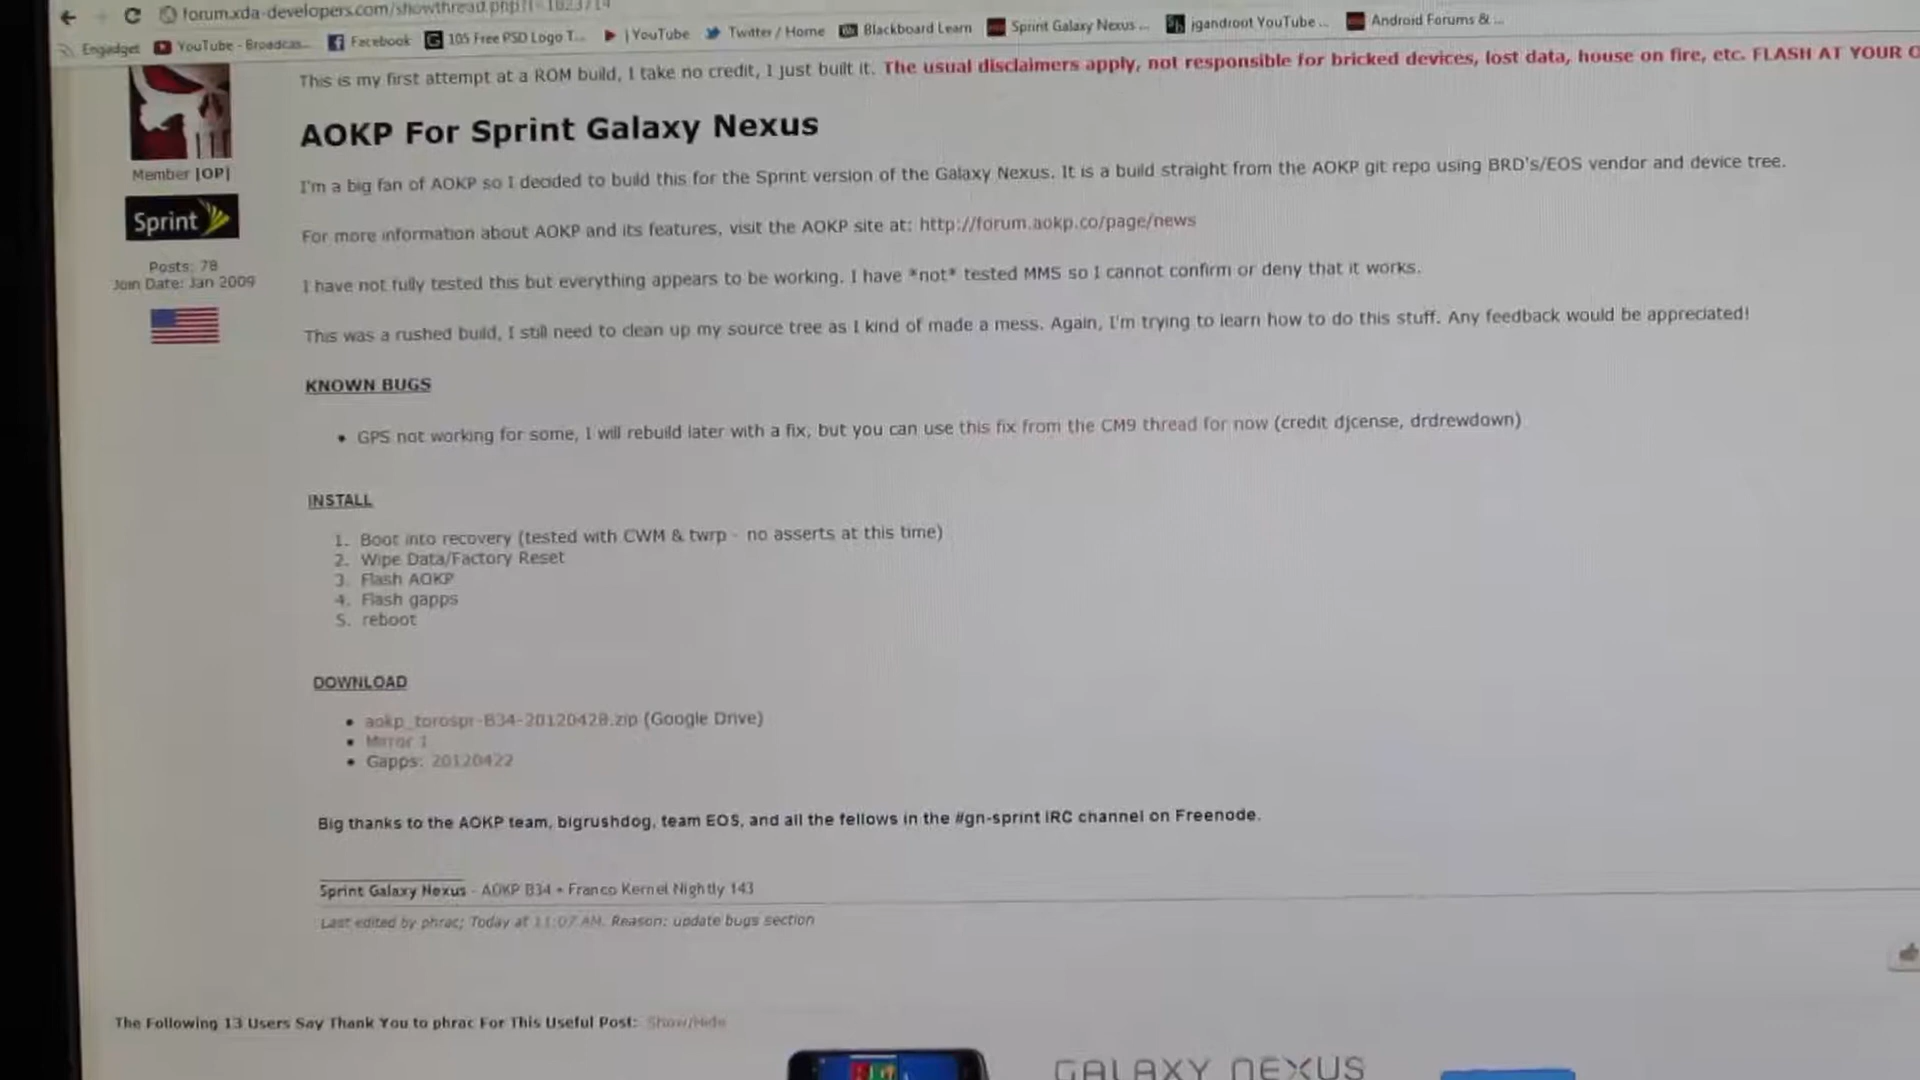 forum.xda-developers.com/showthread.php?t=1623714
Engadget YouTube - Broadcas... Facebook 105 Free PSD Logo T... | YouTube Twitter / Home Blackboard Learn Sprint Galaxy Nexus ... jgandroot YouTube ... Android Forums & ...
This is my first attempt at a ROM build, I take no credit, I just built it. The usual disclaimers apply, not responsible for bricked devices, lost data, house on fire, etc. FLASH AT YOUR O
AOKP For Sprint Galaxy Nexus
Member [OP]
I'm a big fan of AOKP so I decided to build this for the Sprint version of the Galaxy Nexus. It is a build straight from the AOKP git repo using BRD's/EOS vendor and device tree.
Sprint
For more information about AOKP and its features, visit the AOKP site at: http://forum.aokp.co/page/news
Posts: 78
Join Date: Jan 2009
I have not fully tested this but everything appears to be working. I have *not* tested MMS so I cannot confirm or deny that it works.
This was a rushed build, I still need to clean up my source tree as I kind of made a mess. Again, I'm trying to learn how to do this stuff. Any feedback would be appreciated!
KNOWN BUGS
• GPS not working for some, I will rebuild later with a fix, but you can use this fix from the CM9 thread for now (credit djcense, drdrewdown)
INSTALL
1. Boot into recovery (tested with CWM & twrp - no asserts at this time)
2. Wipe Data/Factory Reset
3. Flash AOKP
4. Flash gapps
5. reboot
DOWNLOAD
• aokp_torospr-B34-20120428.zip (Google Drive)
• Mirror 1
• Gapps: 20120422
Big thanks to the AOKP team, bigrushdog, team EOS, and all the fellows in the #gn-sprint IRC channel on Freenode.
Sprint Galaxy Nexus - AOKP B34 • Franco Kernel Nightly 143
Last edited by phrac; Today at 11:07 AM. Reason: update bugs section
The Following 13 Users Say Thank You to phrac For This Useful Post: Show/Hide
GALAXY NEXUS